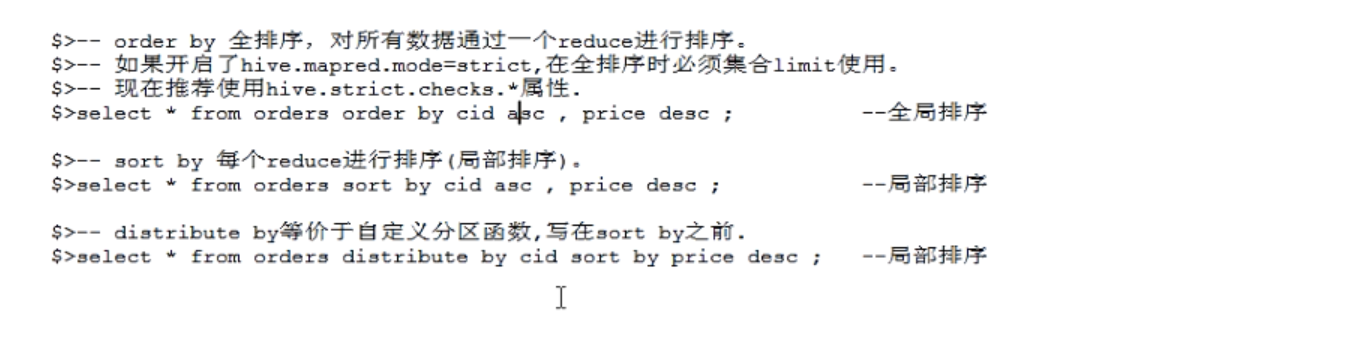 $>-- order by 全排序，对所有数据通过一个reduce进行排序。
$>-- 如果开启了hive.mapred.mode=strict,在全排序时必须集合limit使用。
$>-- 现在推荐使用hive.strict.checks.*属性.
$>select * from orders order by cid asc , price desc ; --全局排序
$>-- sort by 每个reduce进行排序(局部排序)。
$>select * from orders sort by cid asc , price desc ; --局部排序
$>-- distribute by等价于自定义分区函数,写在sort by之前.
$>select * from orders distribute by cid sort by price desc ; --局部排序